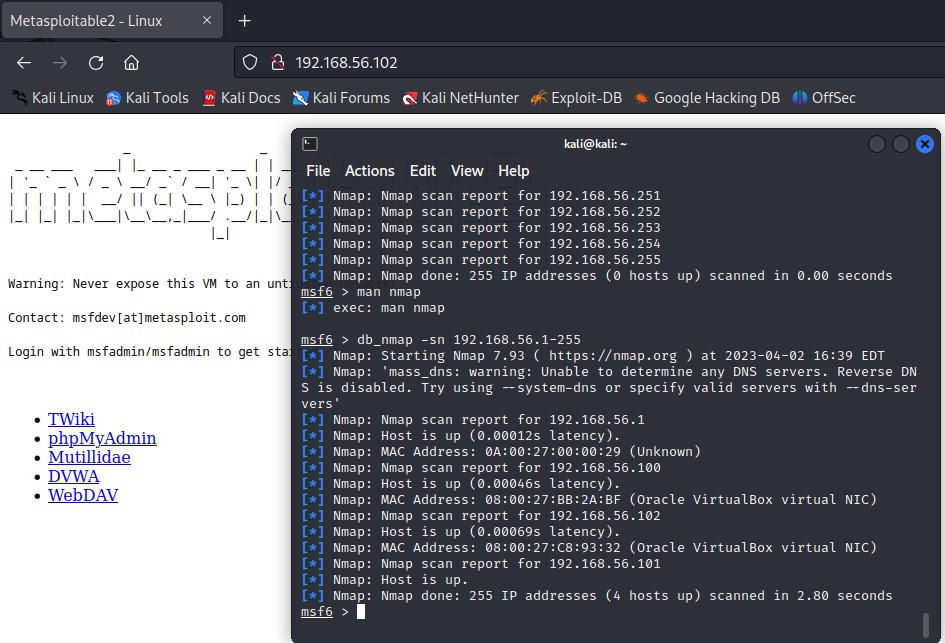 Metasploitable2 - Linux
192.168.56.102
Kali Linux Kali Tools Kali Docs Kali Forums Kali NetHunter Exploit-DB Google Hacking DB OffSec
Warning: Never expose this VM to an unt
Contact: msfdev[at]metasploit.com
Login with msfadmin/msfadmin to get sta
TWiki
phpMyAdmin
Mutillidae
DVWA
WebDAV
kali@kali: ~
File Actions Edit View Help
[*] Nmap: Nmap scan report for 192.168.56.251
[*] Nmap: Nmap scan report for 192.168.56.252
[*] Nmap: Nmap scan report for 192.168.56.253
[*] Nmap: Nmap scan report for 192.168.56.254
[*] Nmap: Nmap scan report for 192.168.56.255
[*] Nmap: Nmap done: 255 IP addresses (0 hosts up) scanned in 0.00 seconds
msf6 > man nmap
[*] exec: man nmap
msf6 > db_nmap -sn 192.168.56.1-255
[*] Nmap: Starting Nmap 7.93 ( https://nmap.org ) at 2023-04-02 16:39 EDT
[*] Nmap: 'mass_dns: warning: Unable to determine any DNS servers. Reverse DN
S is disabled. Try using --system-dns or specify valid servers with --dns-ser
vers'
[*] Nmap: Nmap scan report for 192.168.56.1
[*] Nmap: Host is up (0.00012s latency).
[*] Nmap: MAC Address: 0A:00:27:00:00:29 (Unknown)
[*] Nmap: Nmap scan report for 192.168.56.100
[*] Nmap: Host is up (0.00046s latency).
[*] Nmap: MAC Address: 08:00:27:BB:2A:BF (Oracle VirtualBox virtual NIC)
[*] Nmap: Nmap scan report for 192.168.56.102
[*] Nmap: Host is up (0.00069s latency).
[*] Nmap: MAC Address: 08:00:27:C8:93:32 (Oracle VirtualBox virtual NIC)
[*] Nmap: Nmap scan report for 192.168.56.101
[*] Nmap: Host is up.
[*] Nmap: Nmap done: 255 IP addresses (4 hosts up) scanned in 2.80 seconds
msf6 >